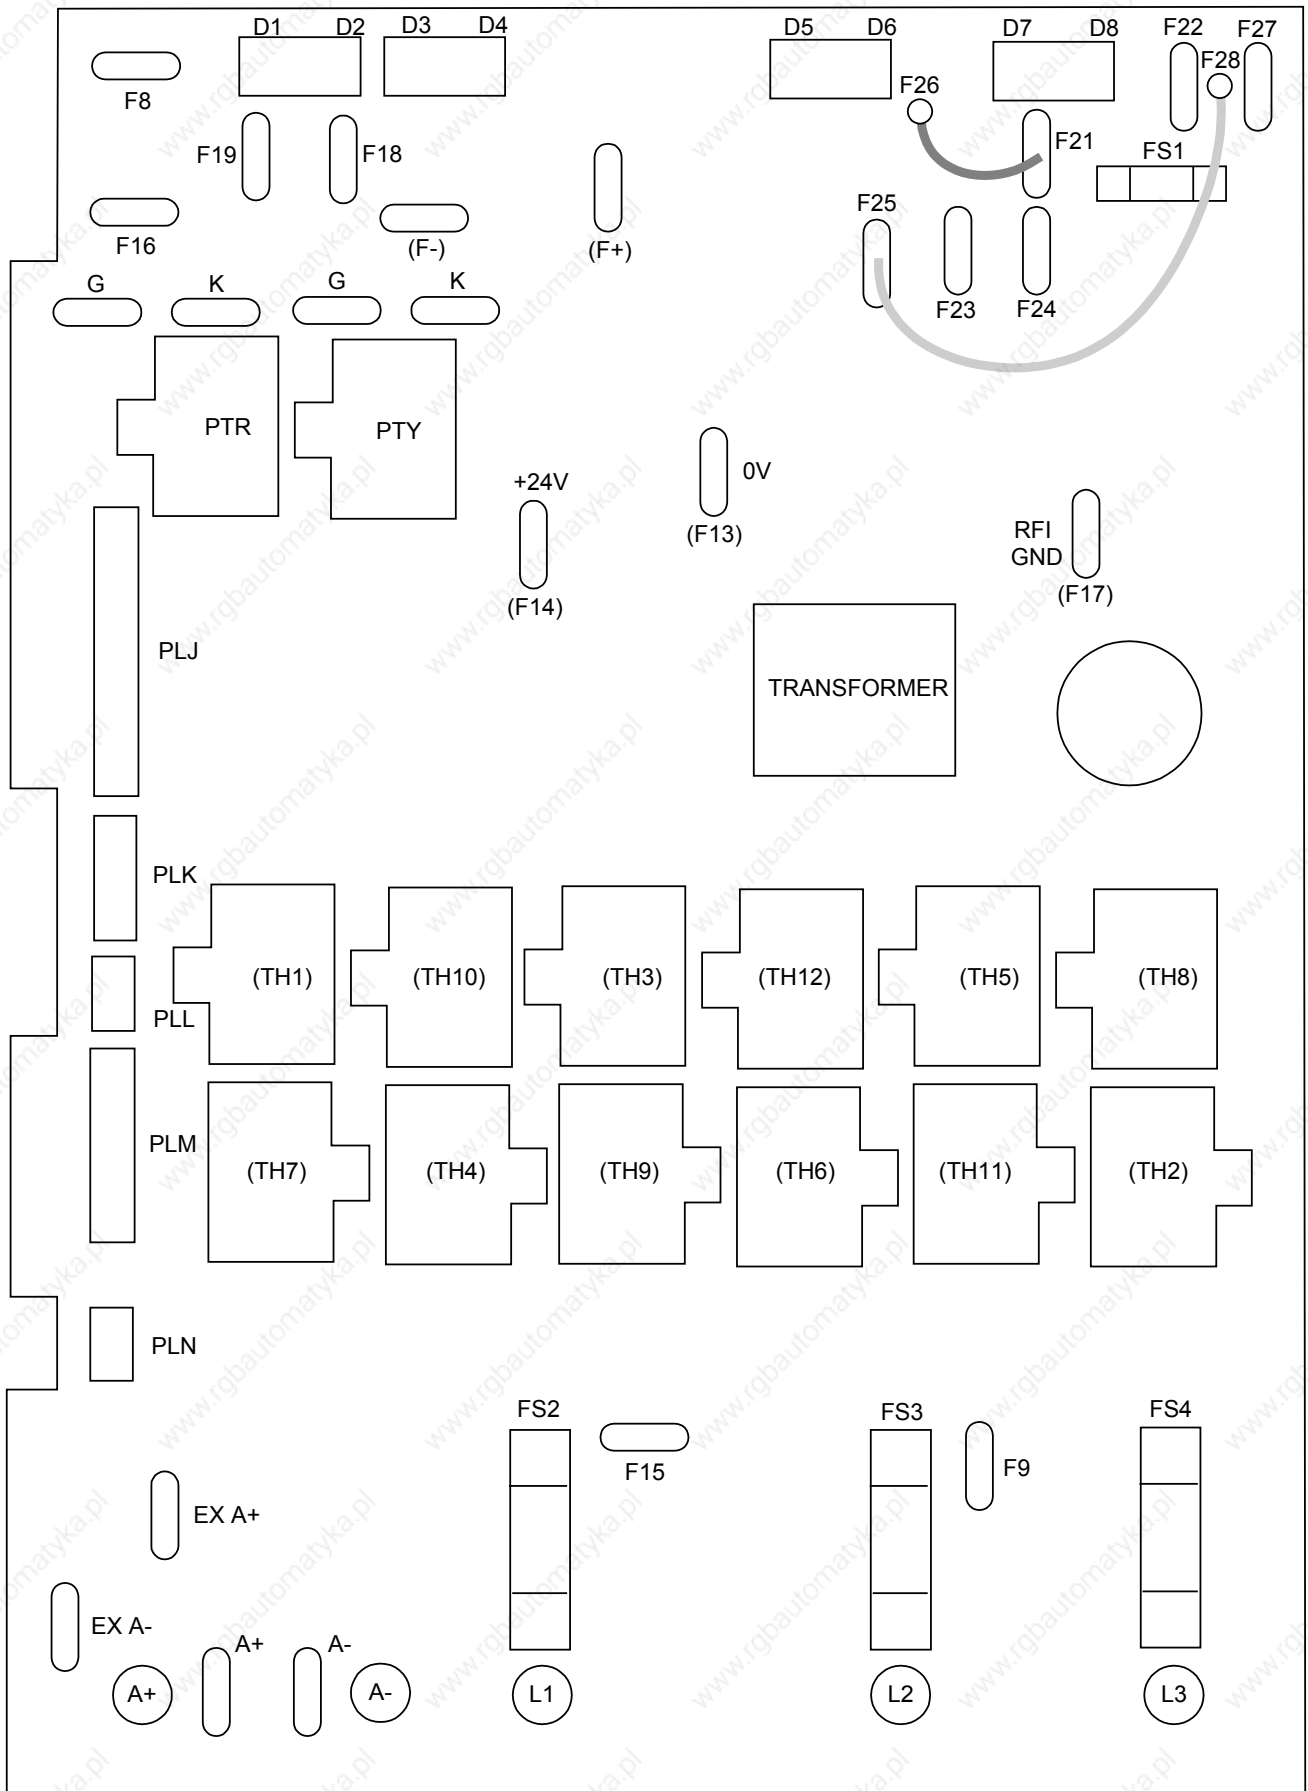 D1 D2 D3 D4 D5 D6 D7 D8 F22 F27
F8 F26 F28
F19 F18 F21 FS1
F16 (F-) (F+) F25
G K G K F23 F24
PTR PTY
+24V 0V
(F14) (F13)
RFI
GND
(F17)
PLJ
TRANSFORMER
PLK
(TH1) (TH10) (TH3) (TH12) (TH5) (TH8)
PLL
PLM
(TH7) (TH4) (TH9) (TH6) (TH11) (TH2)
PLN
FS2 FS3 FS4
F15 F9
EX A+
EX A-
A+ A-
A+ A- L1 L2 L3
www.rgbautomatyka.pl